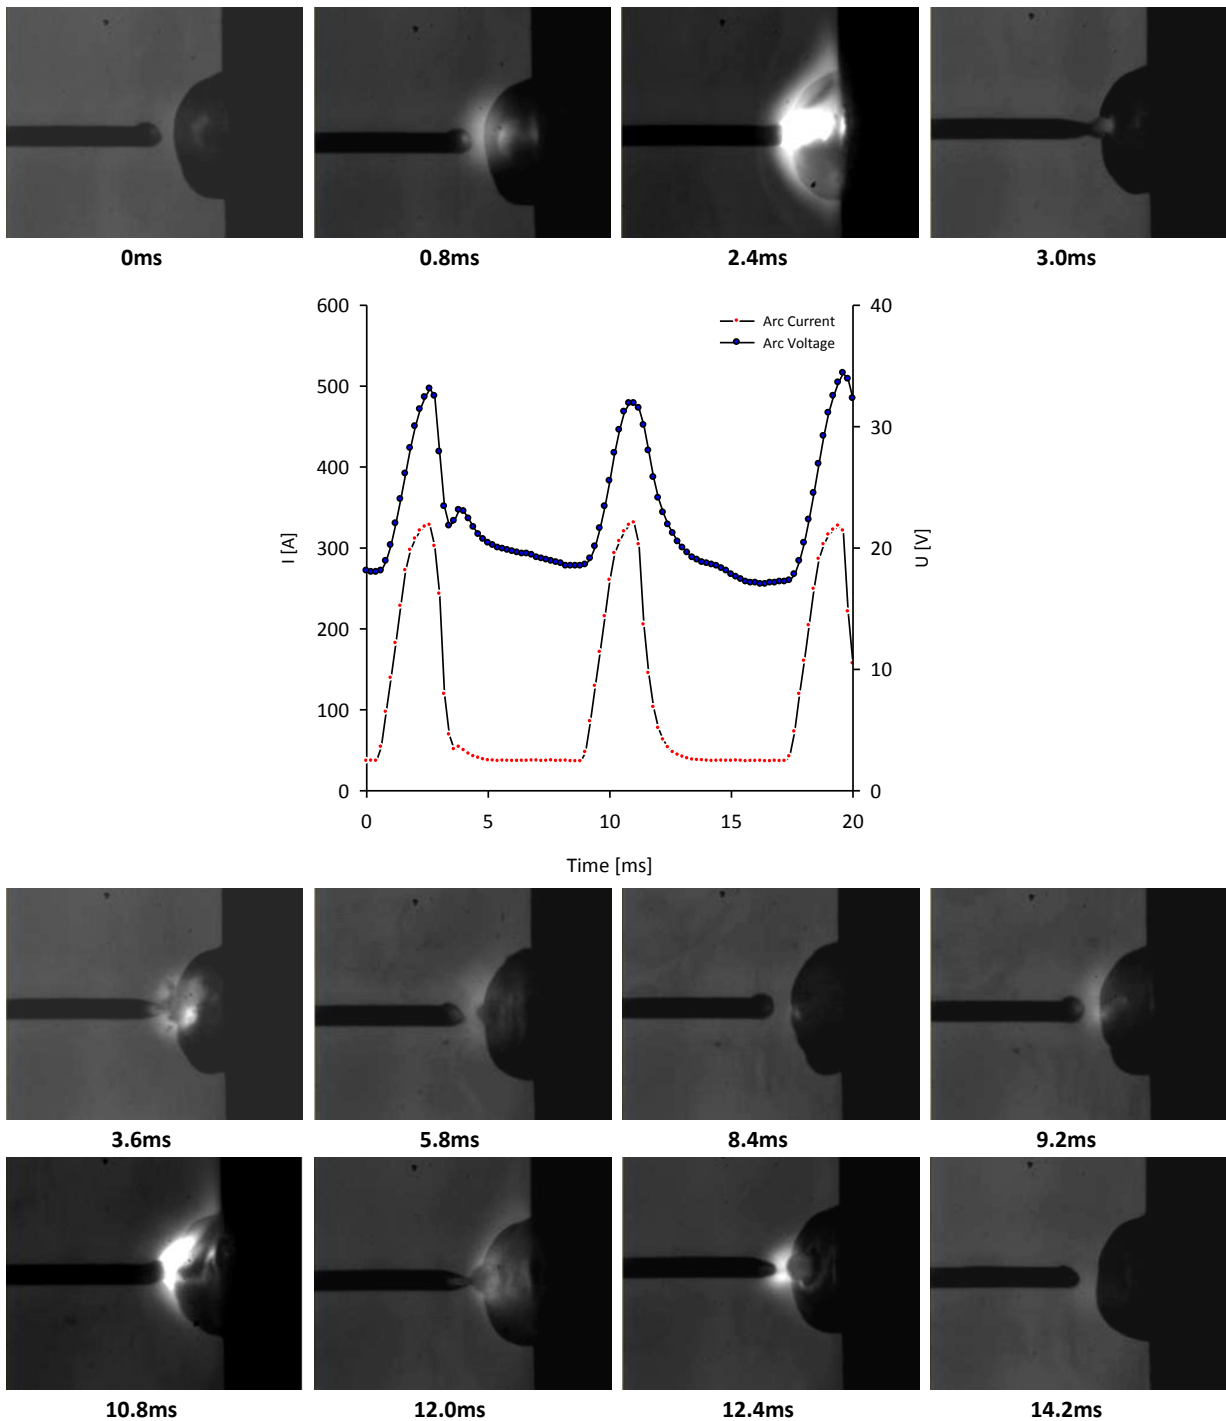 0ms
0.8ms
2.4ms
3.0ms
600
500
400
300
200
100
0
I [A]
40
30
20
10
0
U [V]
Arc Current
Arc Voltage
0
5
10
15
20
Time [ms]
3.6ms
5.8ms
8.4ms
9.2ms
10.8ms
12.0ms
12.4ms
14.2ms